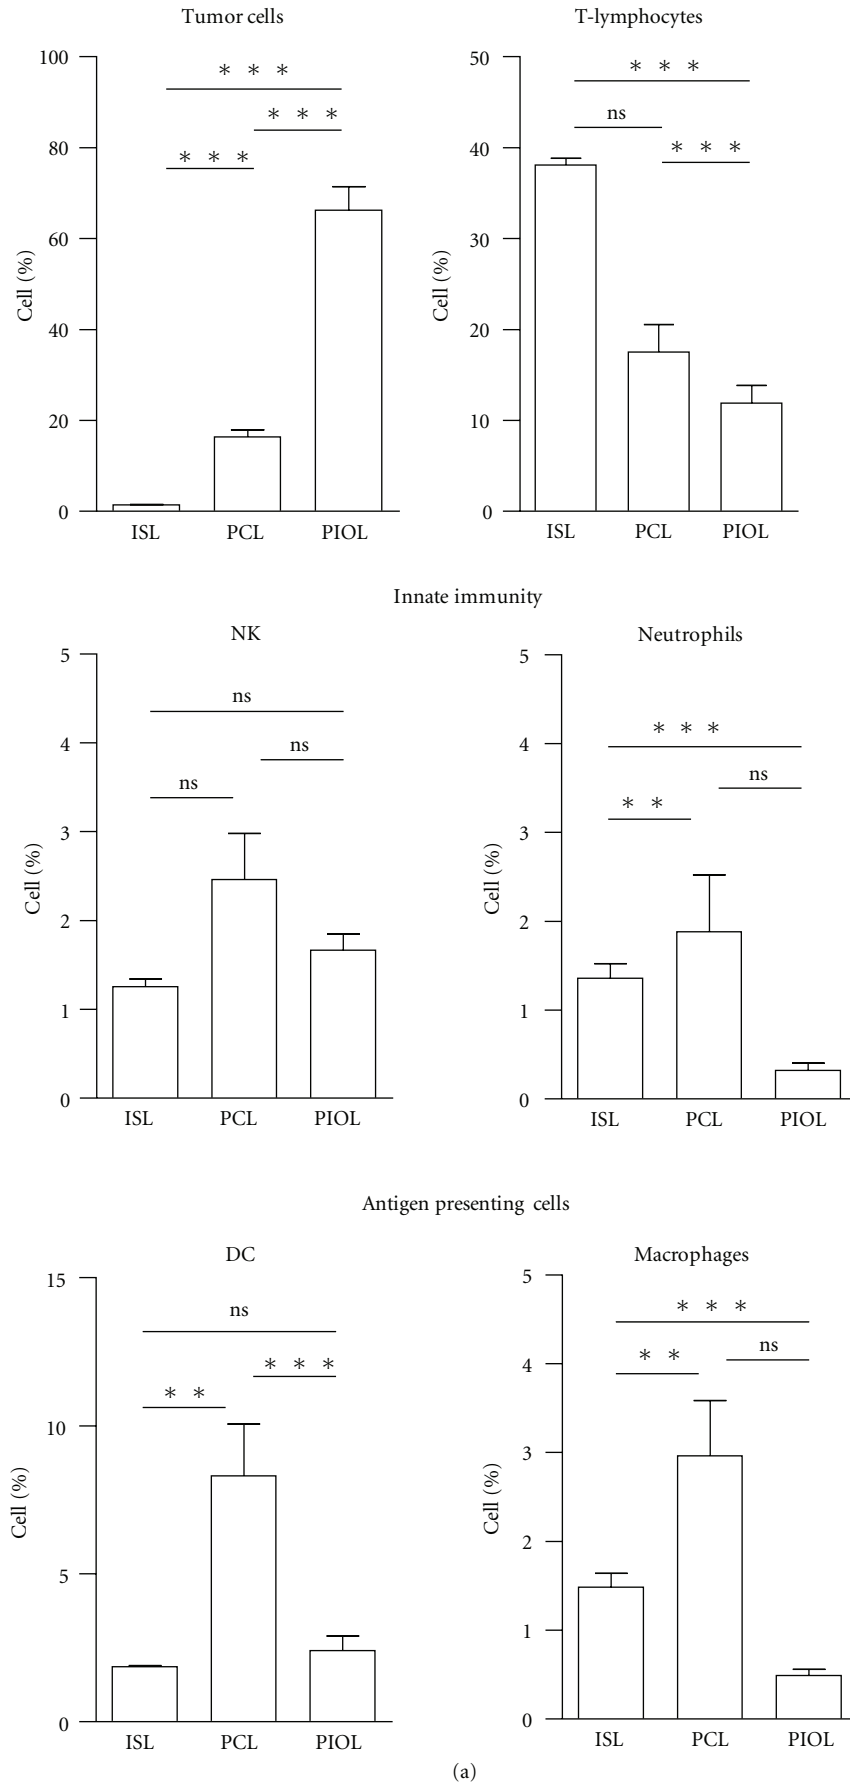 Tumor cells
100
80
60
40
20
0
Cell (%)
∗ ∗ ∗
∗ ∗ ∗
∗ ∗ ∗
ISL PCL PIOL
T-lymphocytes
50
40
30
20
10
0
Cell (%)
∗ ∗ ∗
ns
∗ ∗ ∗
ISL PCL PIOL
Innate immunity
NK
5
4
3
2
1
0
Cell (%)
ns
ns
ns
ISL PCL PIOL
Neutrophils
5
4
3
2
1
0
Cell (%)
∗ ∗ ∗
ns
∗ ∗
ISL PCL PIOL
Antigen presenting cells
DC
15
10
5
0
Cell (%)
ns
∗ ∗ ∗
∗ ∗
ISL PCL PIOL
Macrophages
5
4
3
2
1
0
Cell (%)
∗ ∗ ∗
ns
∗ ∗
ISL PCL PIOL
(a)